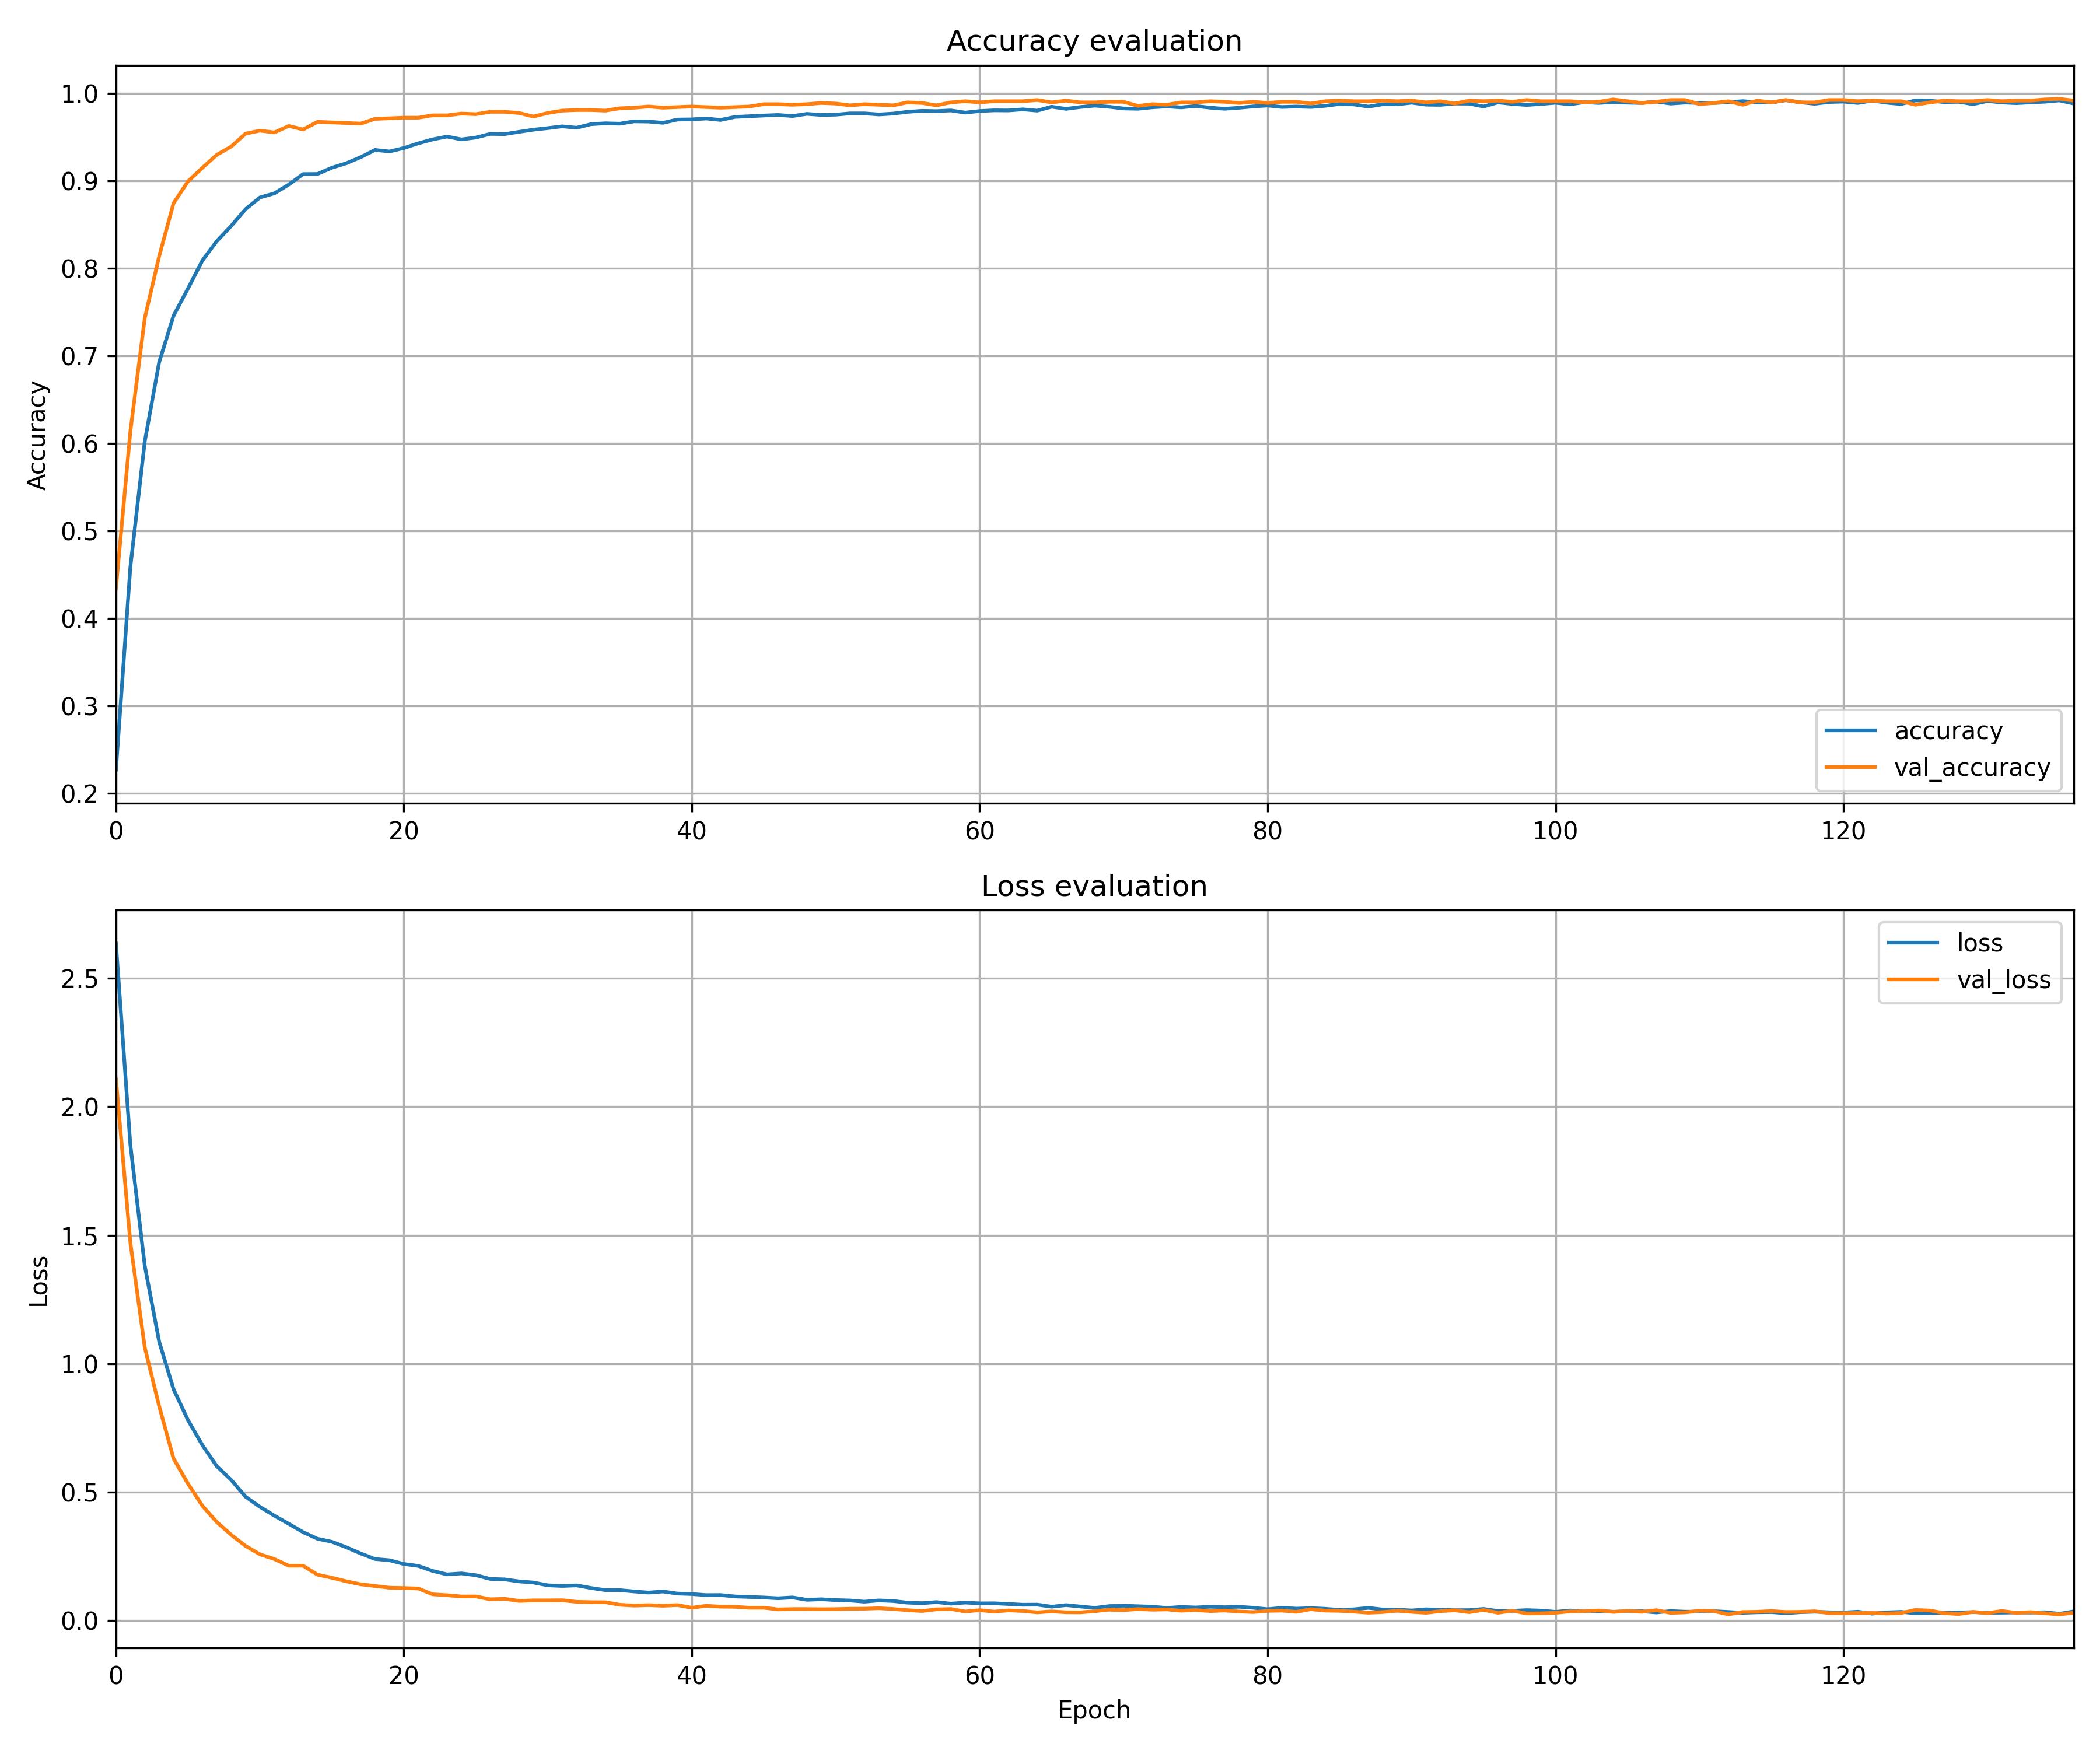 Accuracy evaluation
1.0
0.9
0.8
0.7
0.6
0.5
0.4
0.3
0.2
Accuracy
accuracy
val_accuracy
0 20 40 60 80 100 120
Loss evaluation
loss
val_loss
2.5
2.0
1.5
1.0
0.5
0.0
Loss
0 20 40 60 80 100 120
Epoch